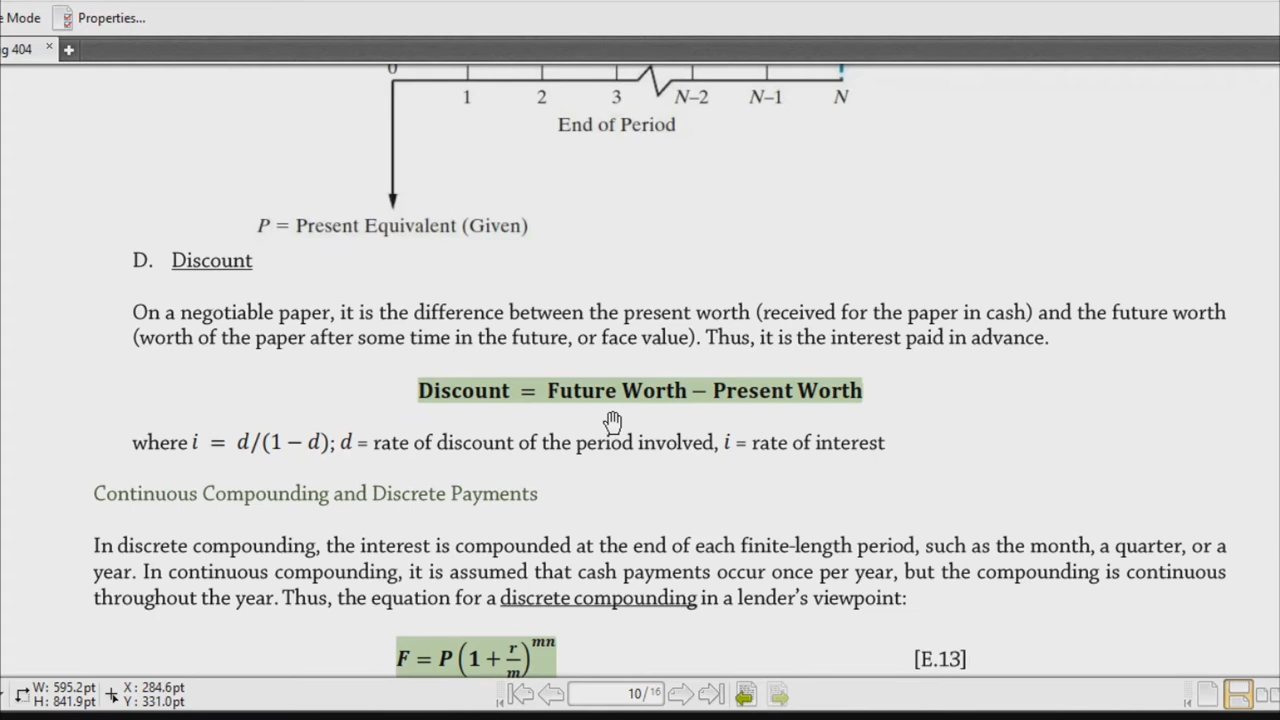 e Mode Properties...
g 404
0
1 2 3 N–2 N–1 N
End of Period
P = Present Equivalent (Given)
D. Discount
On a negotiable paper, it is the difference between the present worth (received for the paper in cash) and the future worth
(worth of the paper after some time in the future, or face value). Thus, it is the interest paid in advance.
Discount = Future Worth − Present Worth
where i = d/(1 − d); d = rate of discount of the period involved, i = rate of interest
Continuous Compounding and Discrete Payments
In discrete compounding, the interest is compounded at the end of each finite-length period, such as the month, a quarter, or a
year. In continuous compounding, it is assumed that cash payments occur once per year, but the compounding is continuous
throughout the year. Thus, the equation for a discrete compounding in a lender's viewpoint:
F = P(1 + r/m)^mn [E.13]
W: 595.2pt X: 284.6pt 10/16
H: 841.9pt Y: 331.0pt